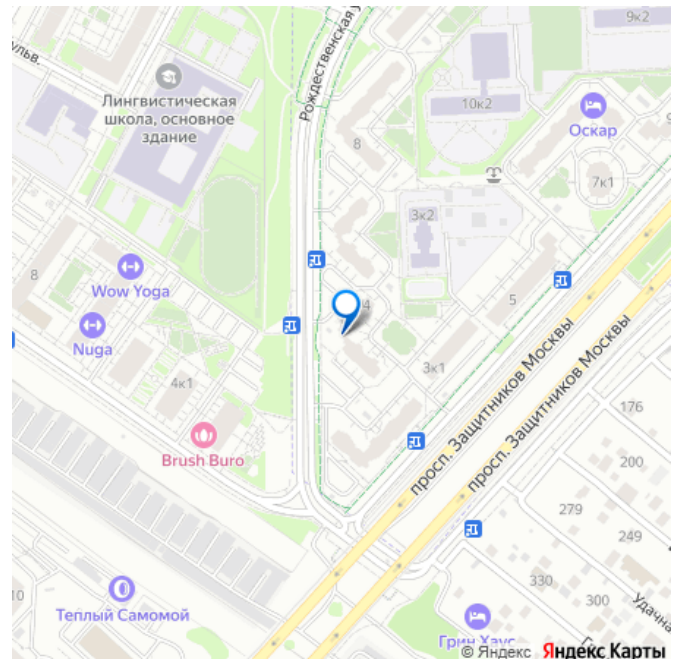 ульв.
Лингвистическая
школа, основное
здание
Рождественская у
9к2
10к2
Оскар
8
7к1
3к2
Wow Yoga
8
Nuga
4
5
4к1
3к1
Brush Buro
просп. Защитников Москвы
просп. Защитников Москвы
176
200
279
249
330
300
Удачна
10
Теплый Самомой
Грин Хаус
© Яндекс Яндекс Карты